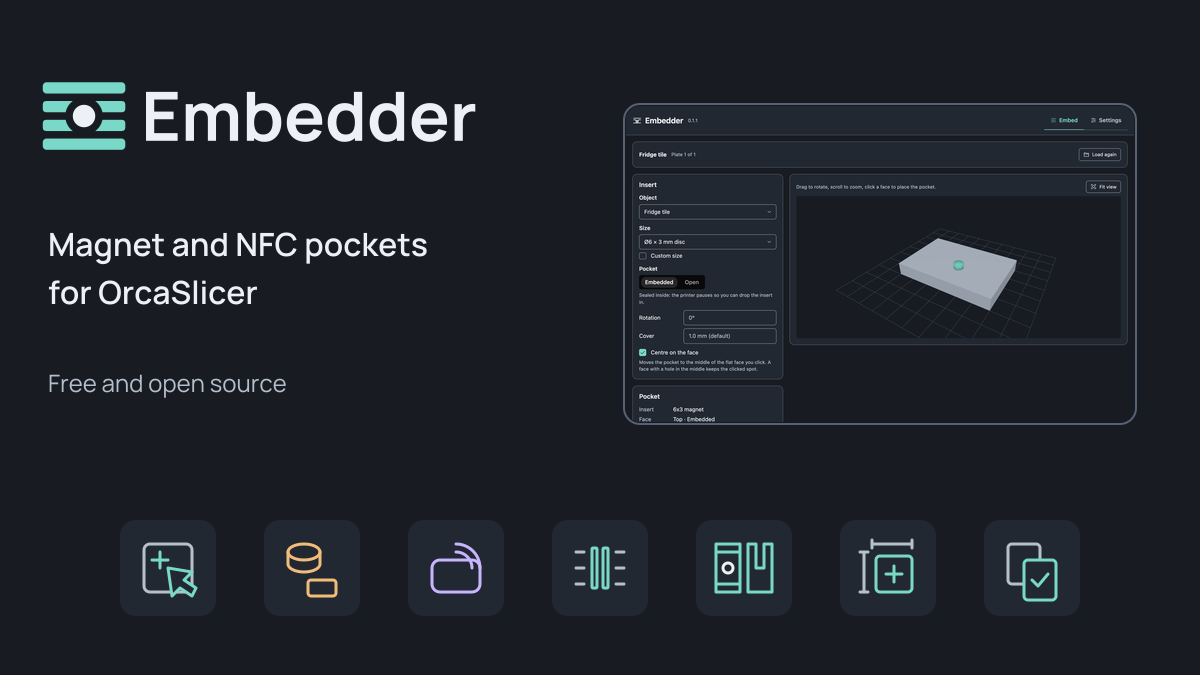 Embedder
Magnet and NFC pockets
for OrcaSlicer
Free and open source
Embedder 0.1.1
Embed
Settings
Fridge tile Plate 1 of 1
Load again
Insert
Object
Fridge tile
Size
Ø6 × 3 mm disc
Custom size
Pocket
Embedded Open
Sealed inside: the printer pauses so you can drop the insert
in.
Rotation 0°
Cover 1.0 mm (default)
Centre on the face
Moves the pocket to the middle of the flat face you click. A
face with a hole in the middle keeps the clicked spot.
Pocket
Insert 6x3 magnet
Face Top · Embedded
Drag to rotate, scroll to zoom, click a face to place the pocket.
Fit view